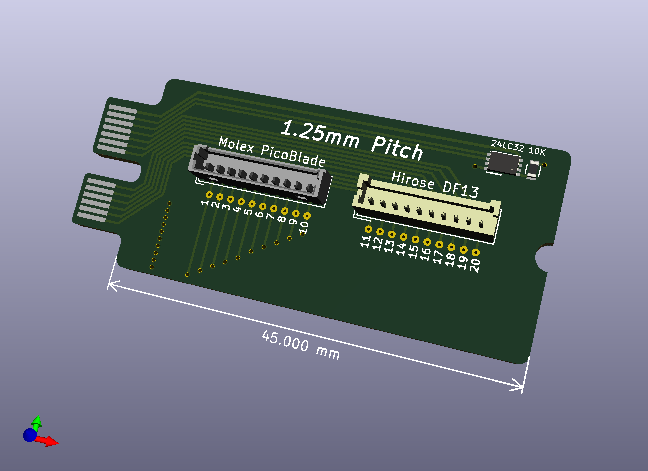 24LC32 10K
1.25mm Pitch
Molex PicoBlade
Hirose DF13
1 2 3 4 5 6 7 8 9 10
11 12 13 14 15 16 17 18 19 20
45,000 mm